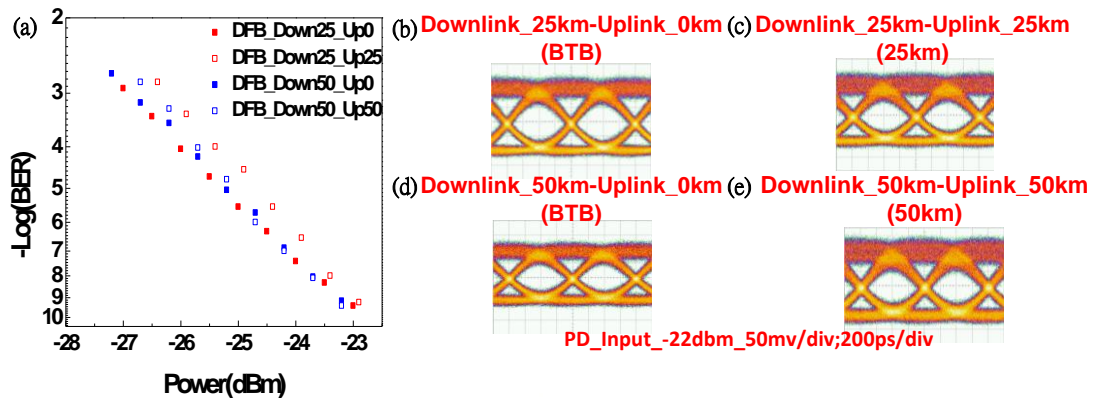 (a)
DFB_Down25_Up0
DFB_Down25_Up25
DFB_Down50_Up0
DFB_Down50_Up50
2
3
4
5
6
7
8
9
10
-Log(BER)
-28 -27 -26 -25 -24 -23
Power(dBm)
(b) Downlink_25km-Uplink_0km
(BTB)
(c) Downlink_25km-Uplink_25km
(25km)
(d) Downlink_50km-Uplink_0km
(BTB)
(e) Downlink_50km-Uplink_50km
(50km)
PD_Input_-22dbm_50mv/div;200ps/div